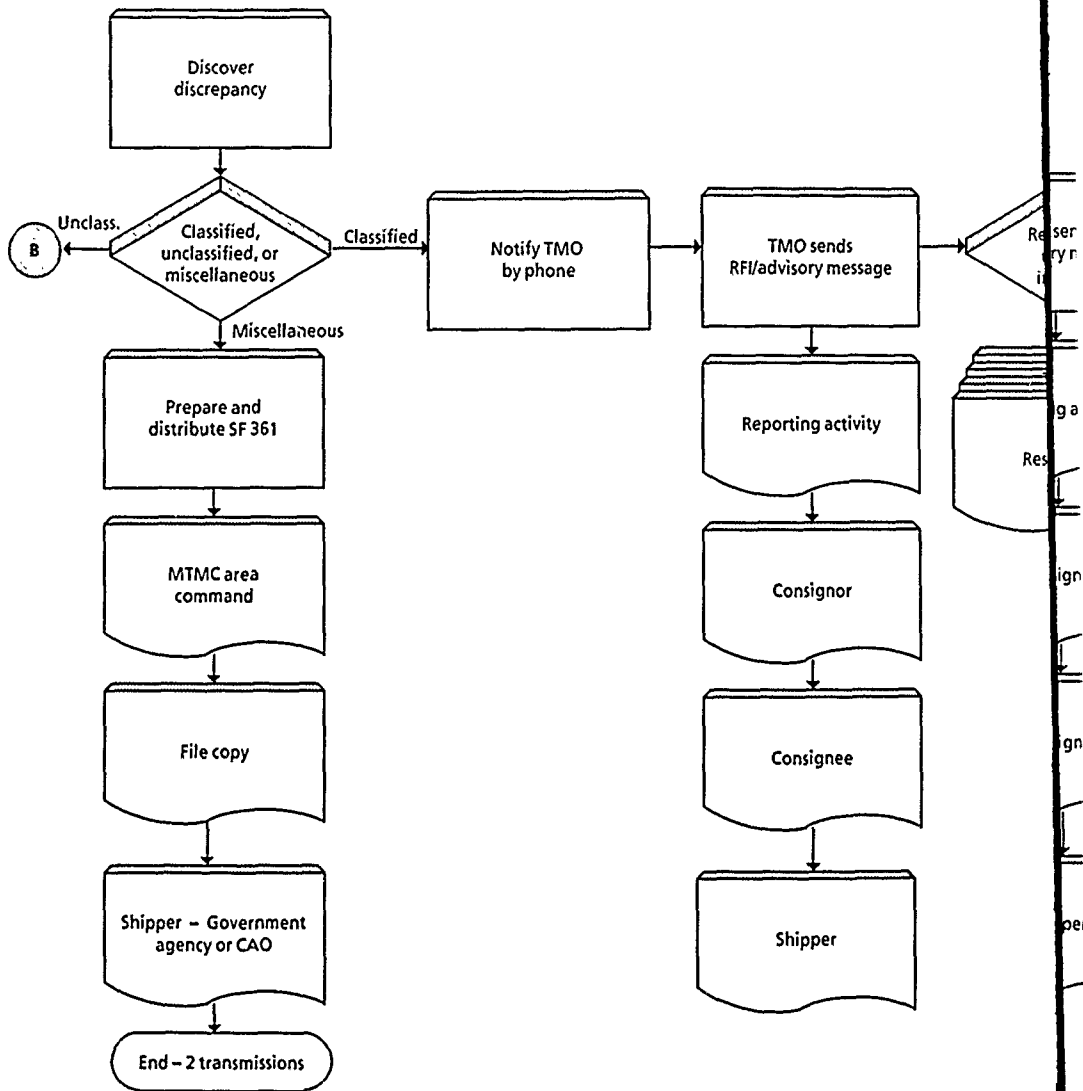 Discover
discrepancy
B
Unclass.
Classified,
unclassified, or
miscellaneous
Classified
Notify TMO
by phone
TMO sends
RFI/advisory message
Miscellaneous
Prepare and
distribute SF 361
MTMC area
command
File copy
Shipper – Government
agency or CAO
End – 2 transmissions
Reporting activity
Consignor
Consignee
Shipper
Res